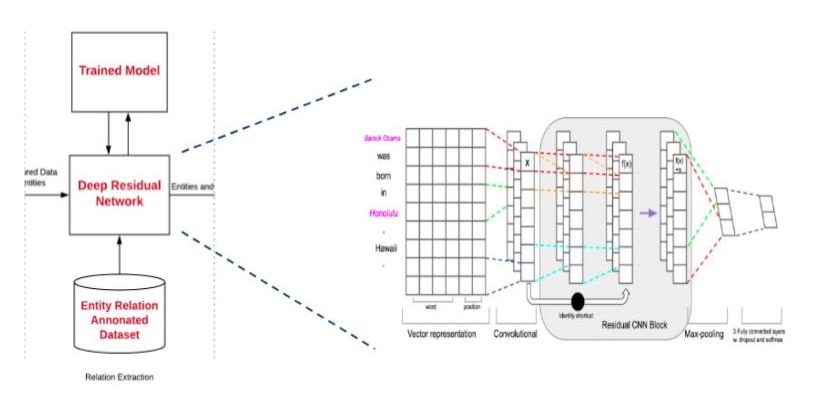 Trained Model
ired Data
ntities
Deep Residual
Network
Entities and
Entity Relation
Annonated
Dataset
Relation Extraction
Barack Obama
was
born
in
Honolulu
,
Hawaii
.
X
f(x)
f(x)
+x
word
position
Identity shortcut
Residual CNN Block
Vector representation
Convolutional
Max-pooling
3 Fully connected layers
w. dropout and softmax